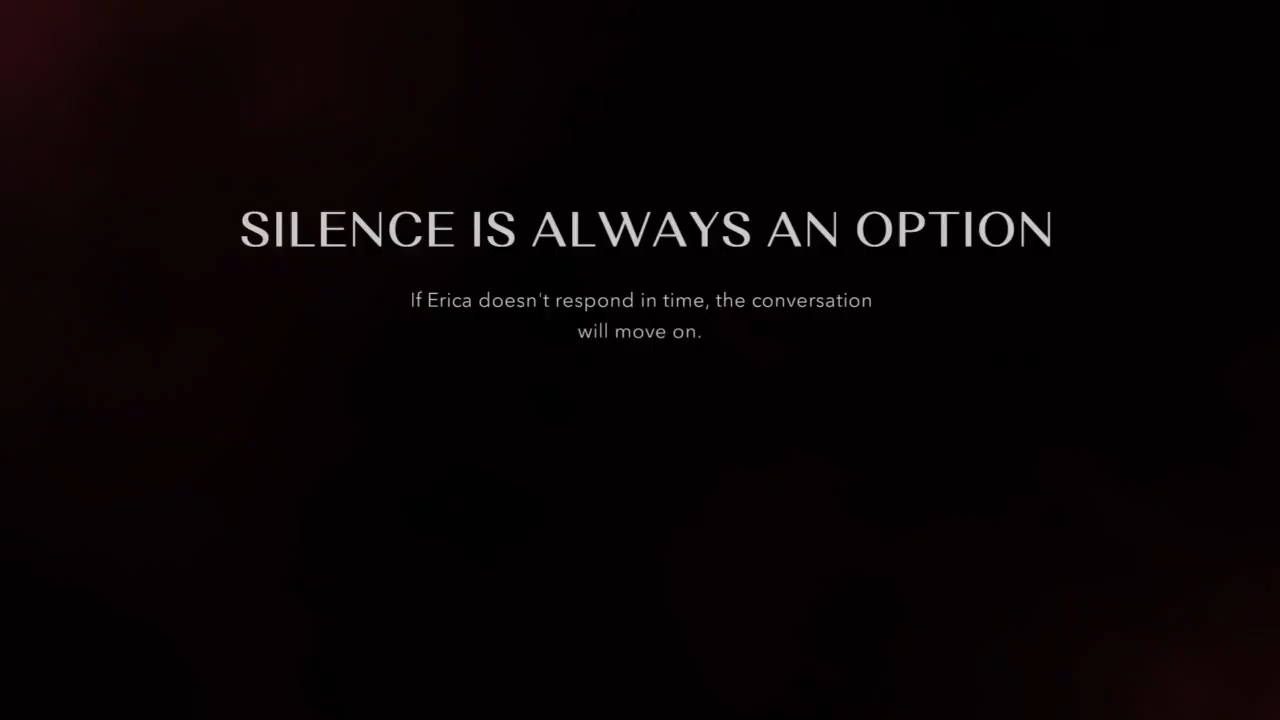 SILENCE IS ALWAYS AN OPTION
If Erica doesn't respond in time, the conversation
will move on.